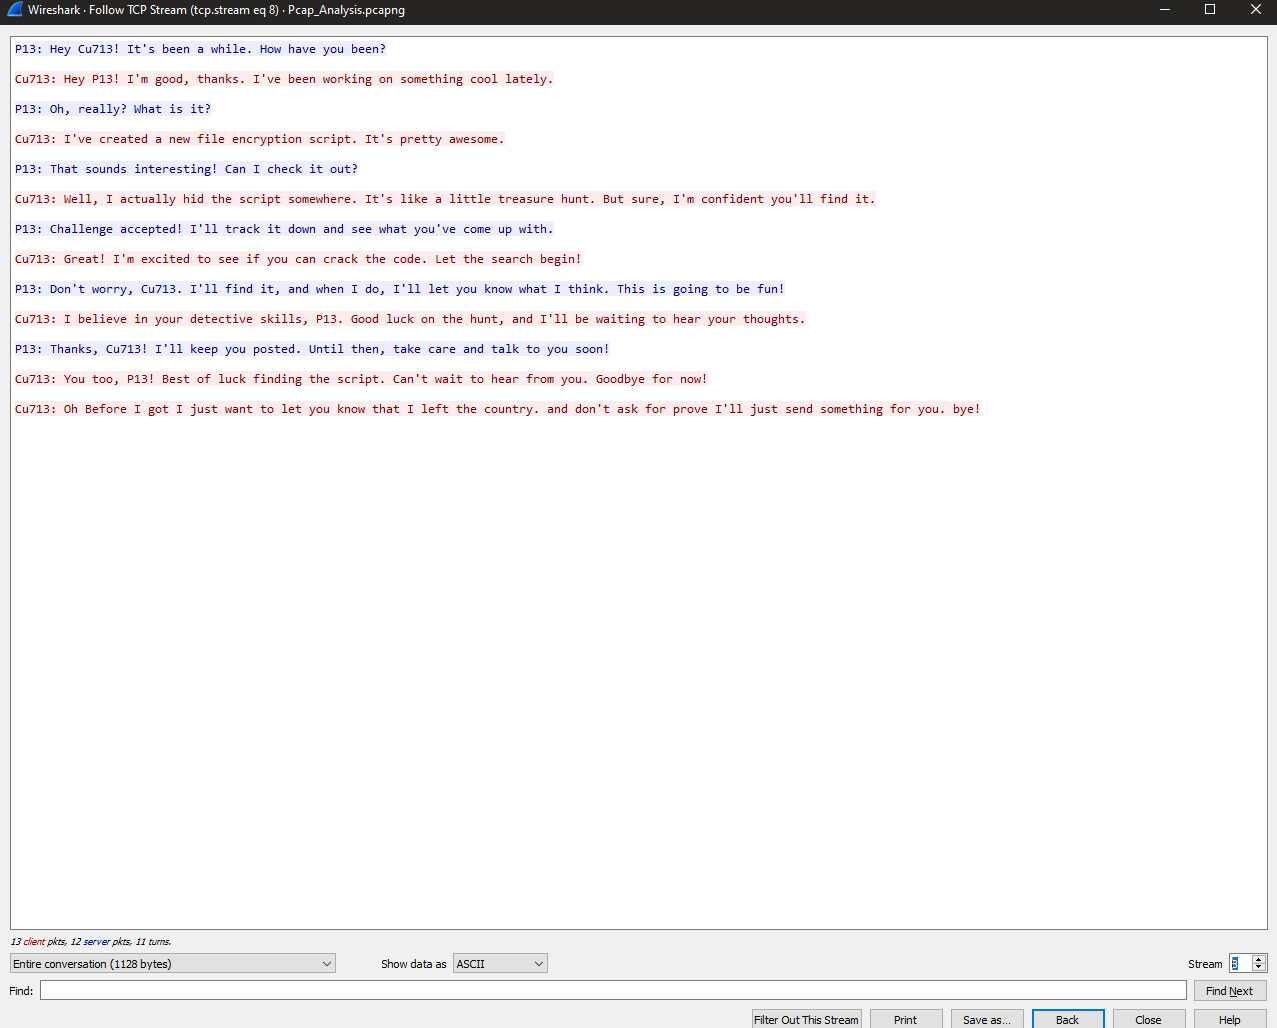 Wireshark · Follow TCP Stream (tcp.stream eq 8) · Pcap_Analysis.pcapng
P13: Hey Cu713! It's been a while. How have you been?
Cu713: Hey P13! I'm good, thanks. I've been working on something cool lately.
P13: Oh, really? What is it?
Cu713: I've created a new file encryption script. It's pretty awesome.
P13: That sounds interesting! Can I check it out?
Cu713: Well, I actually hid the script somewhere. It's like a little treasure hunt. But sure, I'm confident you'll find it.
P13: Challenge accepted! I'll track it down and see what you've come up with.
Cu713: Great! I'm excited to see if you can crack the code. Let the search begin!
P13: Don't worry, Cu713. I'll find it, and when I do, I'll let you know what I think. This is going to be fun!
Cu713: I believe in your detective skills, P13. Good luck on the hunt, and I'll be waiting to hear your thoughts.
P13: Thanks, Cu713! I'll keep you posted. Until then, take care and talk to you soon!
Cu713: You too, P13! Best of luck finding the script. Can't wait to hear from you. Goodbye for now!
Cu713: Oh Before I got I just want to let you know that I left the country. and don't ask for prove I'll just send something for you. bye!
13 client pkts, 12 server pkts, 11 turns.
Entire conversation (1128 bytes) Show data as ASCII Stream 8
Find: Find Next
Filter Out This Stream Print Save as... Back Close Help